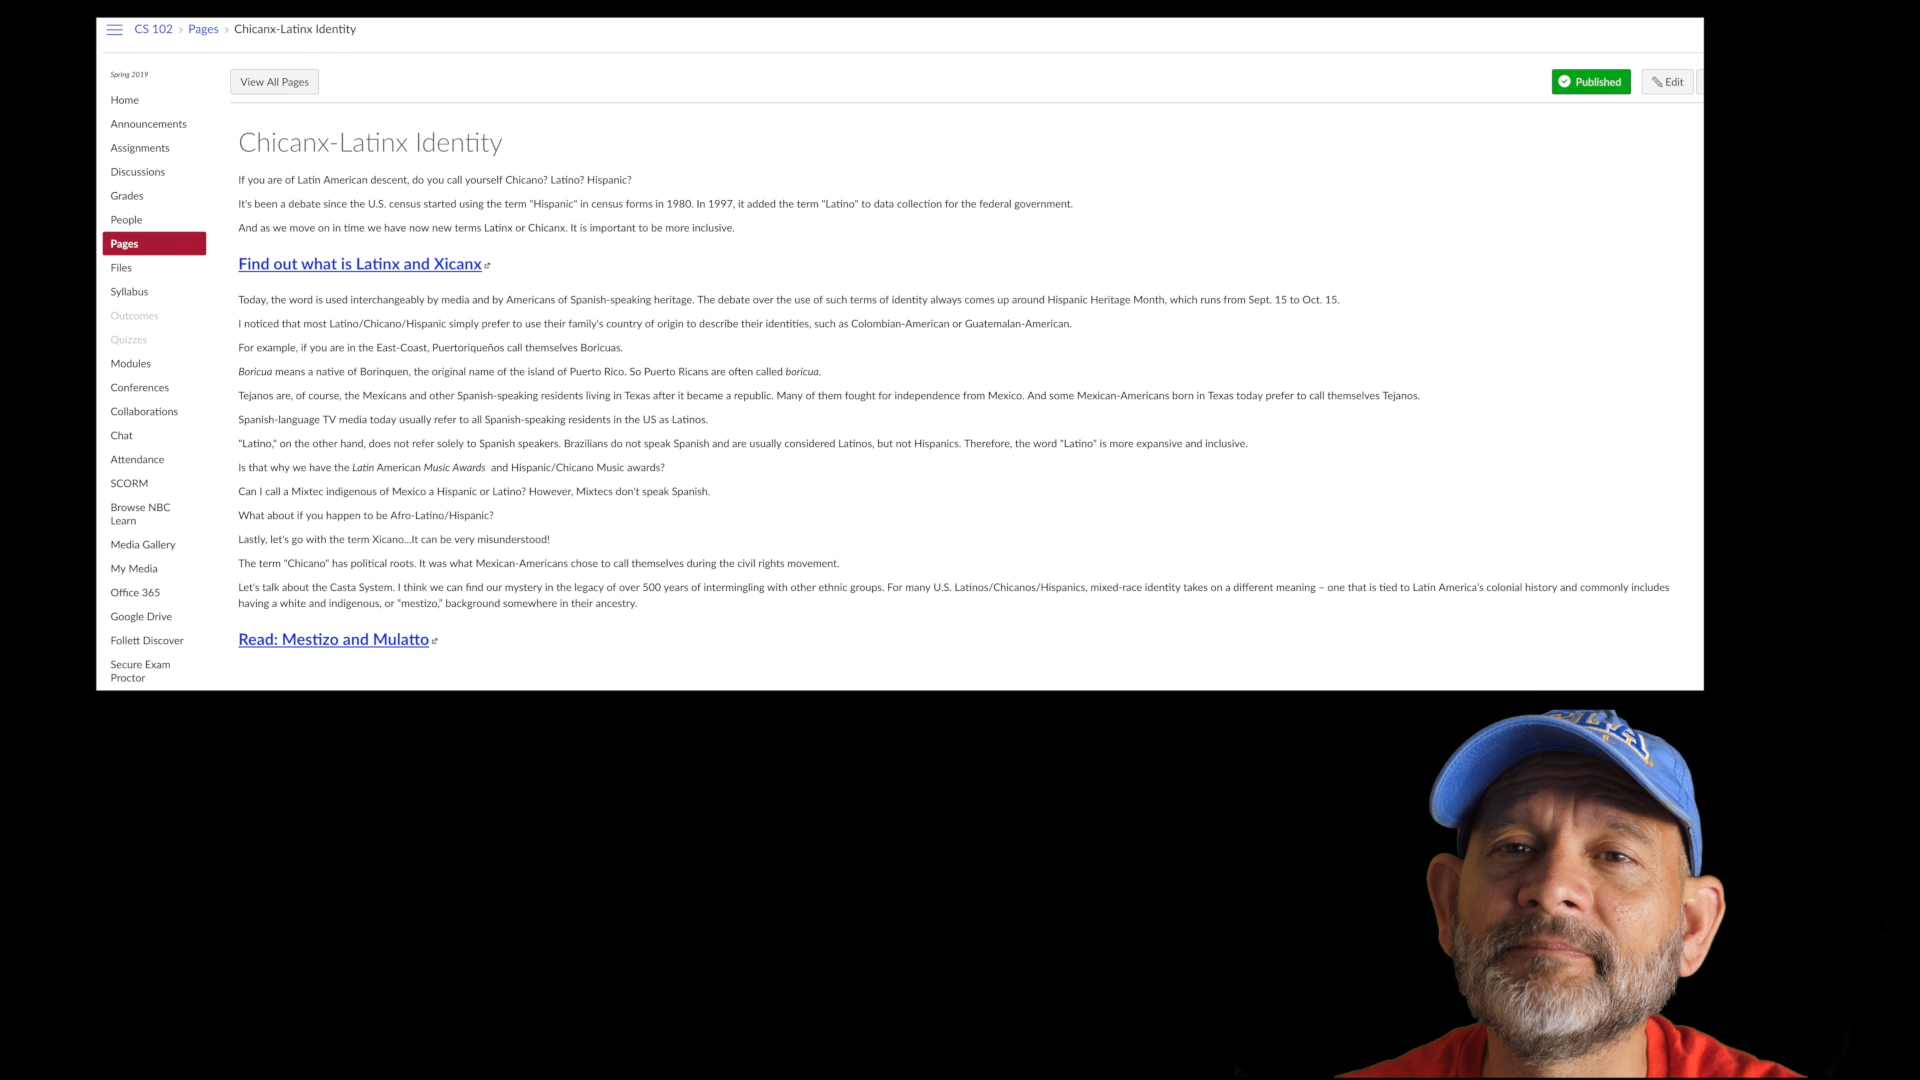 CS 102 › Pages › Chicanx-Latinx Identity
Spring 2019
Home
Announcements
Assignments
Discussions
Grades
People
Pages
Files
Syllabus
Outcomes
Quizzes
Modules
Conferences
Collaborations
Chat
Attendance
SCORM
Browse NBC
Learn
Media Gallery
My Media
Office 365
Google Drive
Follett Discover
Secure Exam
Proctor
View All Pages
Published
Edit
Chicanx-Latinx Identity
If you are of Latin American descent, do you call yourself Chicano? Latino? Hispanic?
It's been a debate since the U.S. census started using the term "Hispanic" in census forms in 1980. In 1997, it added the term "Latino" to data collection for the federal government.
And as we move on in time we have now new terms Latinx or Chicanx. It is important to be more inclusive.
Find out what is Latinx and Xicanx
Today, the word is used interchangeably by media and by Americans of Spanish-speaking heritage. The debate over the use of such terms of identity always comes up around Hispanic Heritage Month, which runs from Sept. 15 to Oct. 15.
I noticed that most Latino/Chicano/Hispanic simply prefer to use their family's country of origin to describe their identities, such as Colombian-American or Guatemalan-American.
For example, if you are in the East-Coast, Puertoriqueños call themselves Boricuas.
Boricua means a native of Borinquen, the original name of the island of Puerto Rico. So Puerto Ricans are often called boricua.
Tejanos are, of course, the Mexicans and other Spanish-speaking residents living in Texas after it became a republic. Many of them fought for independence from Mexico. And some Mexican-Americans born in Texas today prefer to call themselves Tejanos.
Spanish-language TV media today usually refer to all Spanish-speaking residents in the US as Latinos.
"Latino," on the other hand, does not refer solely to Spanish speakers. Brazilians do not speak Spanish and are usually considered Latinos, but not Hispanics. Therefore, the word "Latino" is more expansive and inclusive.
Is that why we have the Latin American Music Awards and Hispanic/Chicano Music awards?
Can I call a Mixtec indigenous of Mexico a Hispanic or Latino? However, Mixtecs don't speak Spanish.
What about if you happen to be Afro-Latino/Hispanic?
Lastly, let's go with the term Xicano...It can be very misunderstood!
The term "Chicano" has political roots. It was what Mexican-Americans chose to call themselves during the civil rights movement.
Let's talk about the Casta System. I think we can find our mystery in the legacy of over 500 years of intermingling with other ethnic groups. For many U.S. Latinos/Chicanos/Hispanics, mixed-race identity takes on a different meaning – one that is tied to Latin America's colonial history and commonly includes
having a white and indigenous, or "mestizo," background somewhere in their ancestry.
Read: Mestizo and Mulatto